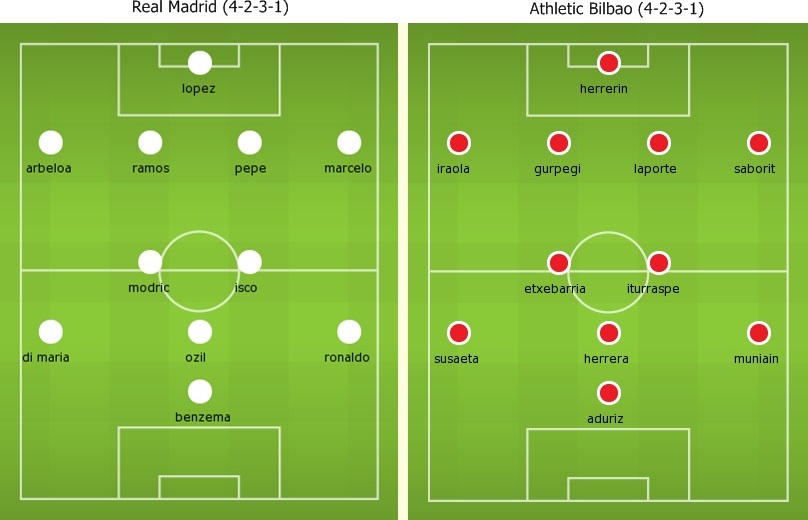 Real Madrid (4-2-3-1)
lopez
arbeloa ramos pepe marcelo
modric isco
di maria ozil ronaldo
benzema
Athletic Bilbao (4-2-3-1)
herrerin
iraola gurpegi laporte saborit
etxebarria iturraspe
susaeta herrera muniain
aduriz